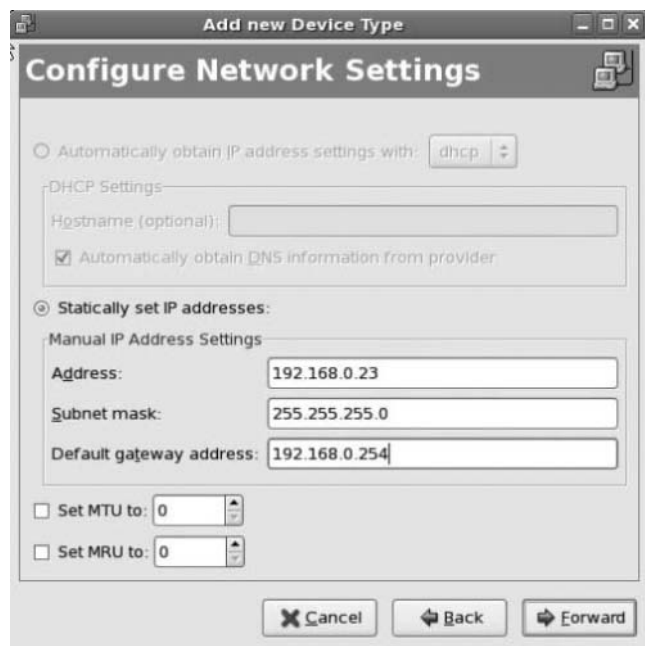 Add new Device Type
Configure Network Settings
Automatically obtain IP address settings with: dhcp
DHCP Settings
Hostname (optional):
Automatically obtain DNS information from provider
Statically set IP addresses:
Manual IP Address Settings
Address: 192.168.0.23
Subnet mask: 255.255.255.0
Default gateway address: 192.168.0.254
Set MTU to: 0
Set MRU to: 0
Cancel Back Forward